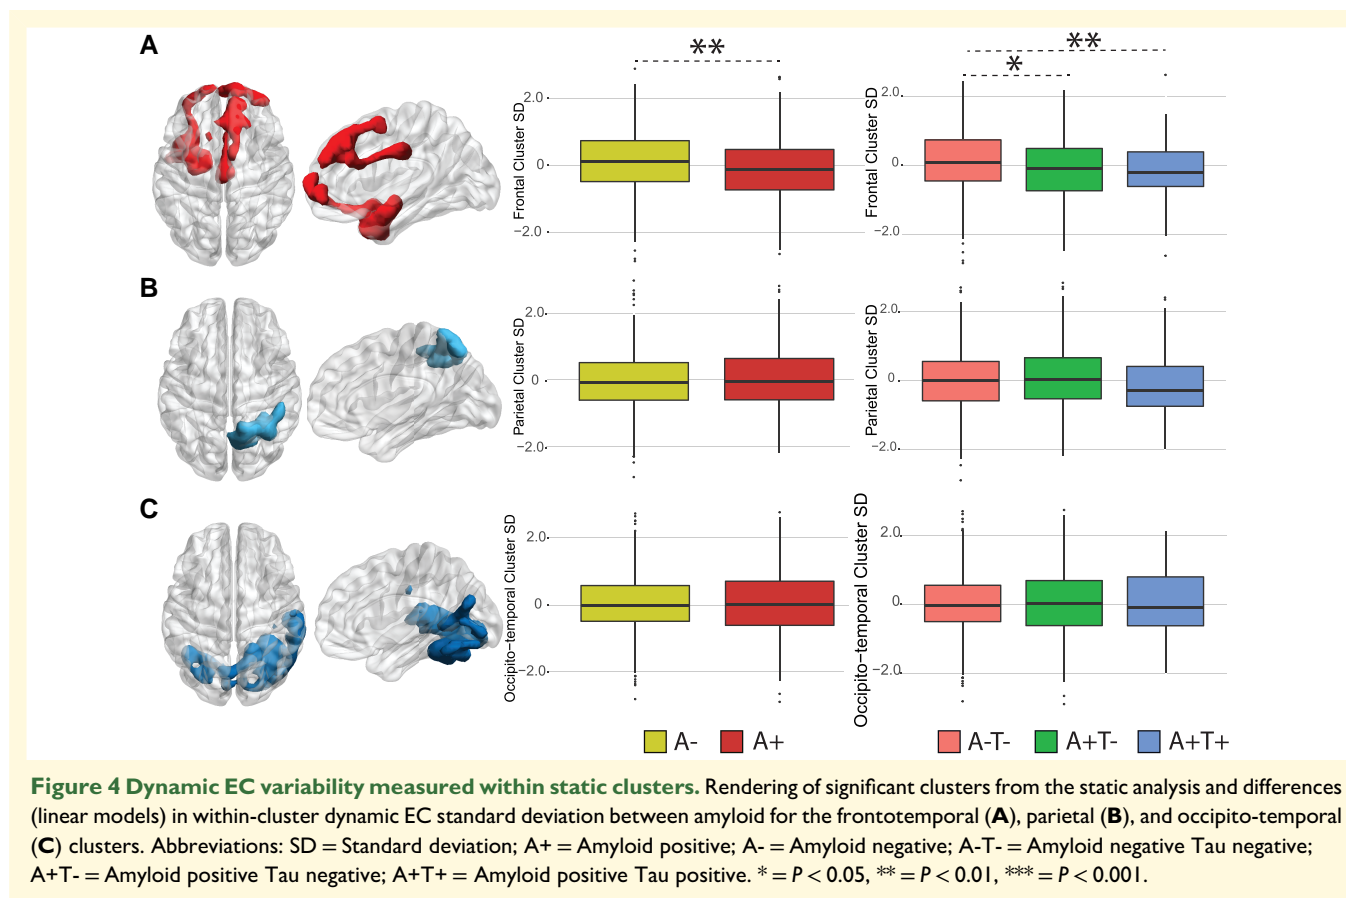 A
**
**
*
Frontal Cluster SD
2.0
0
−2.0
Frontal Cluster SD
2.0
0
−2.0
B
Parietal Cluster SD
2.0
0
−2.0
Parietal Cluster SD
2.0
0
−2.0
C
Occipito−temporal Cluster SD
2.0
0
−2.0
Occipito−temporal Cluster SD
2.0
0
−2.0
A- A+
A-T- A+T- A+T+
Figure 4 Dynamic EC variability measured within static clusters. Rendering of significant clusters from the static analysis and differences
(linear models) in within-cluster dynamic EC standard deviation between amyloid for the frontotemporal (A), parietal (B), and occipito-temporal
(C) clusters. Abbreviations: SD = Standard deviation; A+ = Amyloid positive; A- = Amyloid negative; A-T- = Amyloid negative Tau negative;
A+T- = Amyloid positive Tau negative; A+T+ = Amyloid positive Tau positive. * = P < 0.05, ** = P < 0.01, *** = P < 0.001.